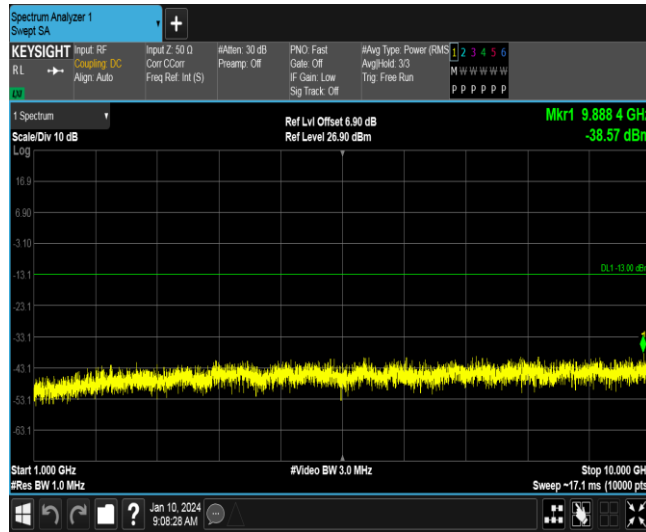 Spectrum Analyzer 1
Swept SA
KEYSIGHT
RL
LXI
Input: RF
Coupling: DC
Align: Auto
Input Z: 50 Ω
Corr CCorr
Freq Ref: Int (S)
#Atten: 30 dB
Preamp: Off
PNO: Fast
Gate: Off
IF Gain: Low
Sig Track: Off
#Avg Type: Power (RMS
Avg|Hold: 3/3
Trig: Free Run
1 2 3 4 5 6
M W W W W W
P P P P P P
1 Spectrum
Scale/Div 10 dB
Log
Ref Lvl Offset 6.90 dB
Ref Level 26.90 dBm
Mkr1 9.888 4 GHz
-38.57 dBm
16.9
6.90
-3.10
-13.1
-23.1
-33.1
-43.1
-53.1
-63.1
DL1 -13.00 dBm
1
Start 1.000 GHz
#Res BW 1.0 MHz
#Video BW 3.0 MHz
Stop 10.000 GHz
Sweep ~17.1 ms (10000 pts)
?
Jan 10, 2024
9:08:28 AM